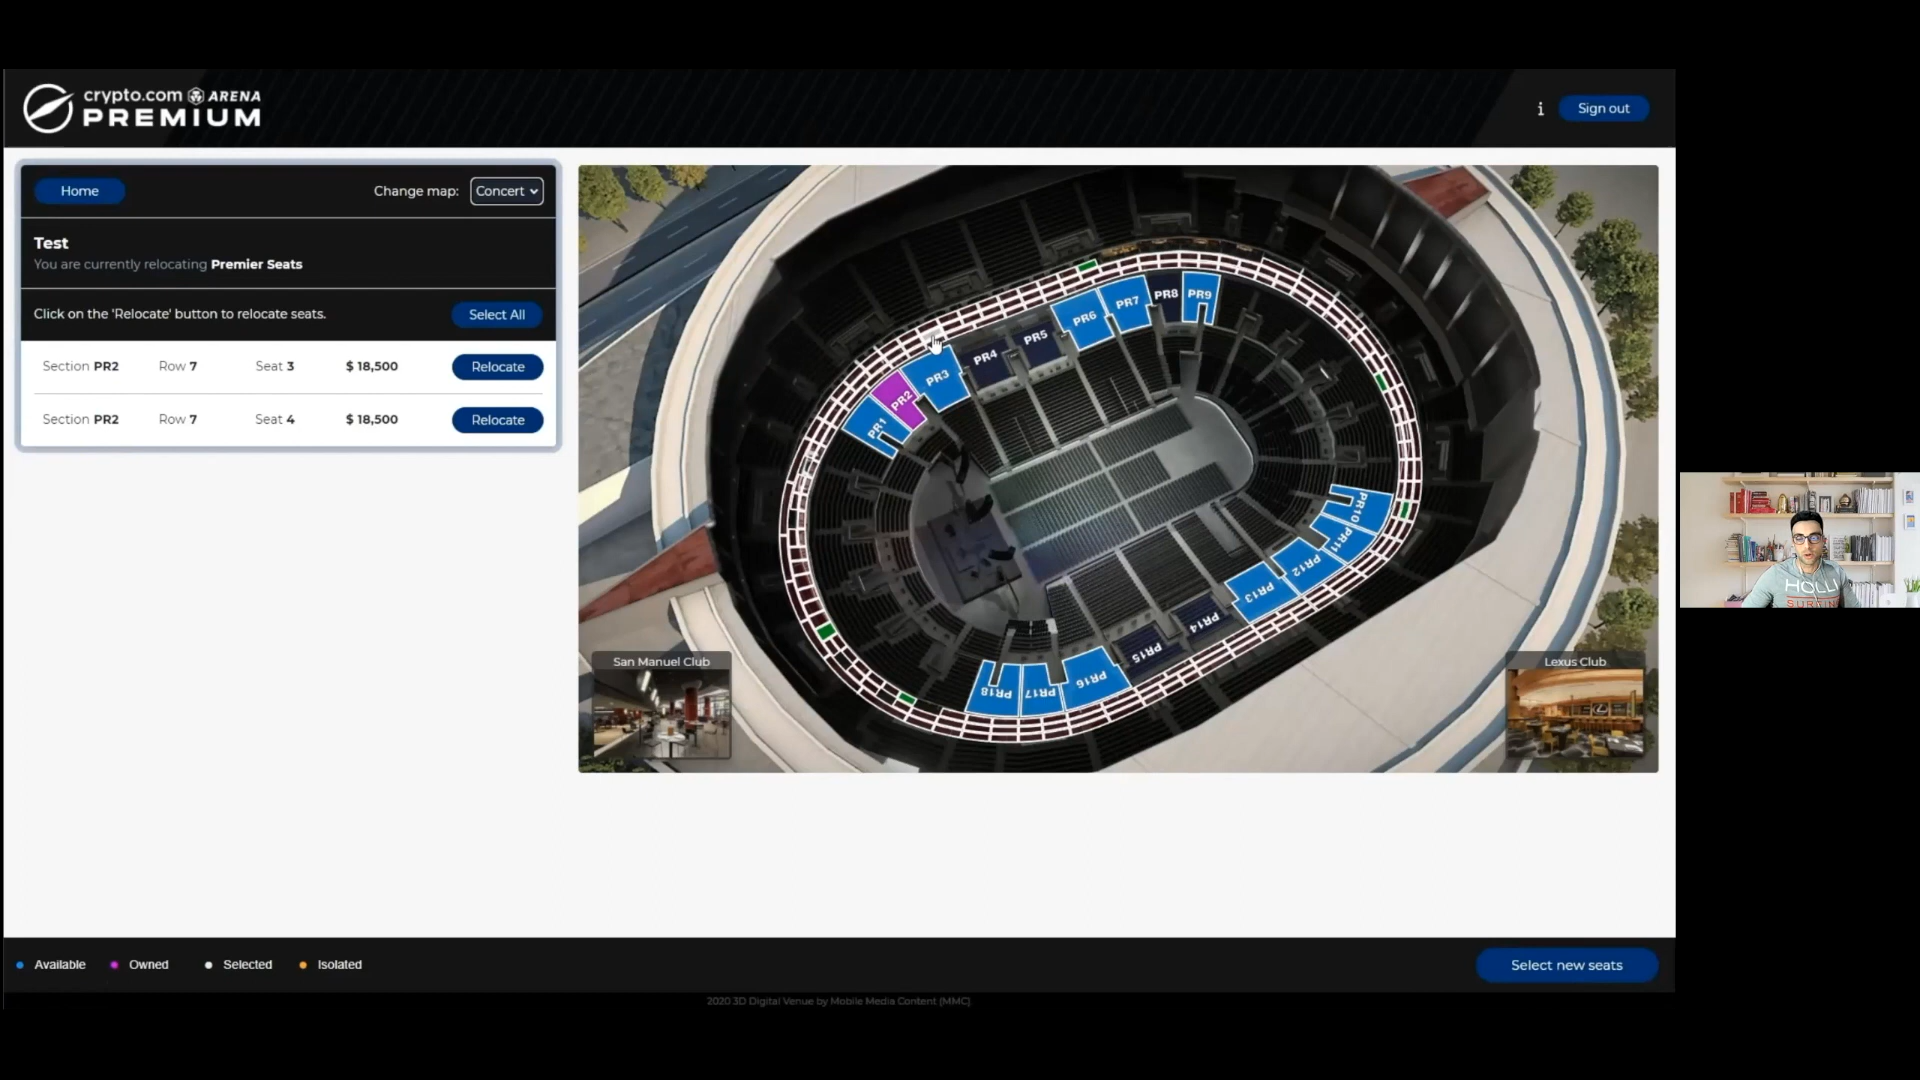 crypto.com ARENA
PREMIUM
i
Sign out
Home
Change map:
Concert
Test
You are currently relocating Premier Seats
Click on the 'Relocate' button to relocate seats.
Select All
Section PR2 Row 7 Seat 3 $ 18,500 Relocate
Section PR2 Row 7 Seat 4 $ 18,500 Relocate
PR1
PR2
PR3
PR4
PR5
PR6
PR7
PR8
PR9
PR10
PR11
PR12
PR13
PR14
PR15
PR16
PR17
PR18
San Manuel Club
Lexus Club
HOLLI
Available
Owned
Selected
Isolated
Select new seats
2020 3D Digital Venue by Mobile Media Content (MMC).